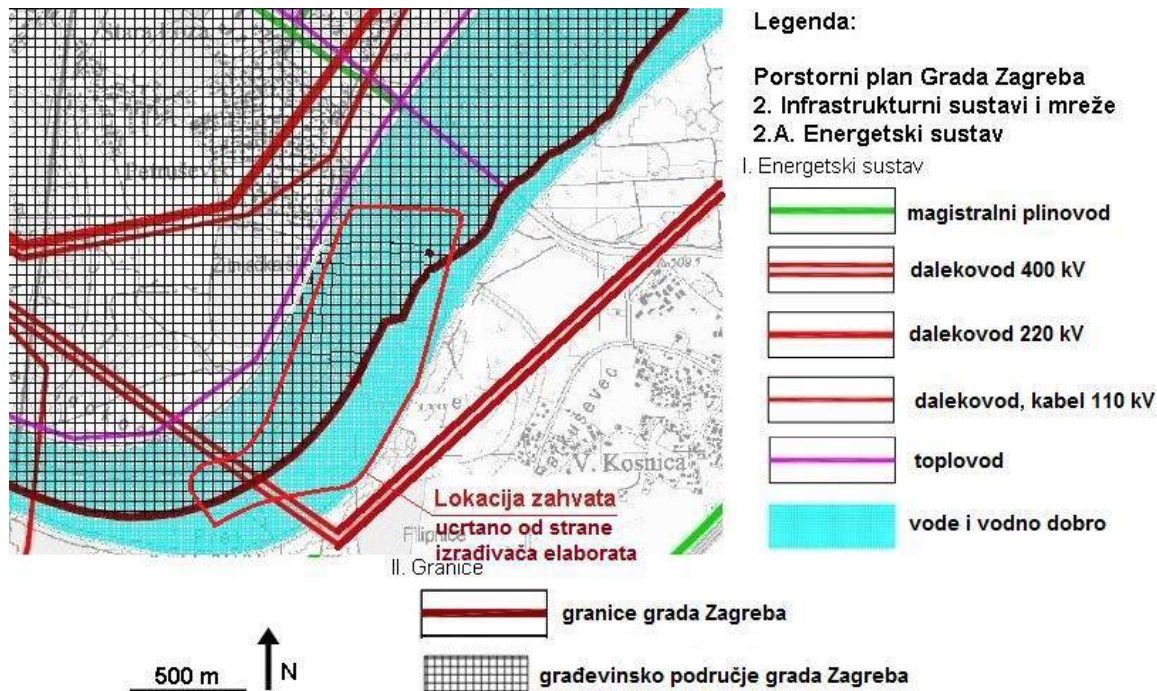 Legenda:
Porstorni plan Grada Zagreba
2. Infrastrukturni sustavi i mreže
2.A. Energetski sustav
I. Energetski sustav
magistralni plinovod
dalekovod 400 kV
dalekovod 220 kV
dalekovod, kabel 110 kV
toplovod
vode i vodno dobro
Petruševec
V. Kosnica
Lokacija zahvata
ucrtano od strane
izrađivača elaborata
II. Granice
granice grada Zagreba
građevinsko područje grada Zagreba
500 m
N